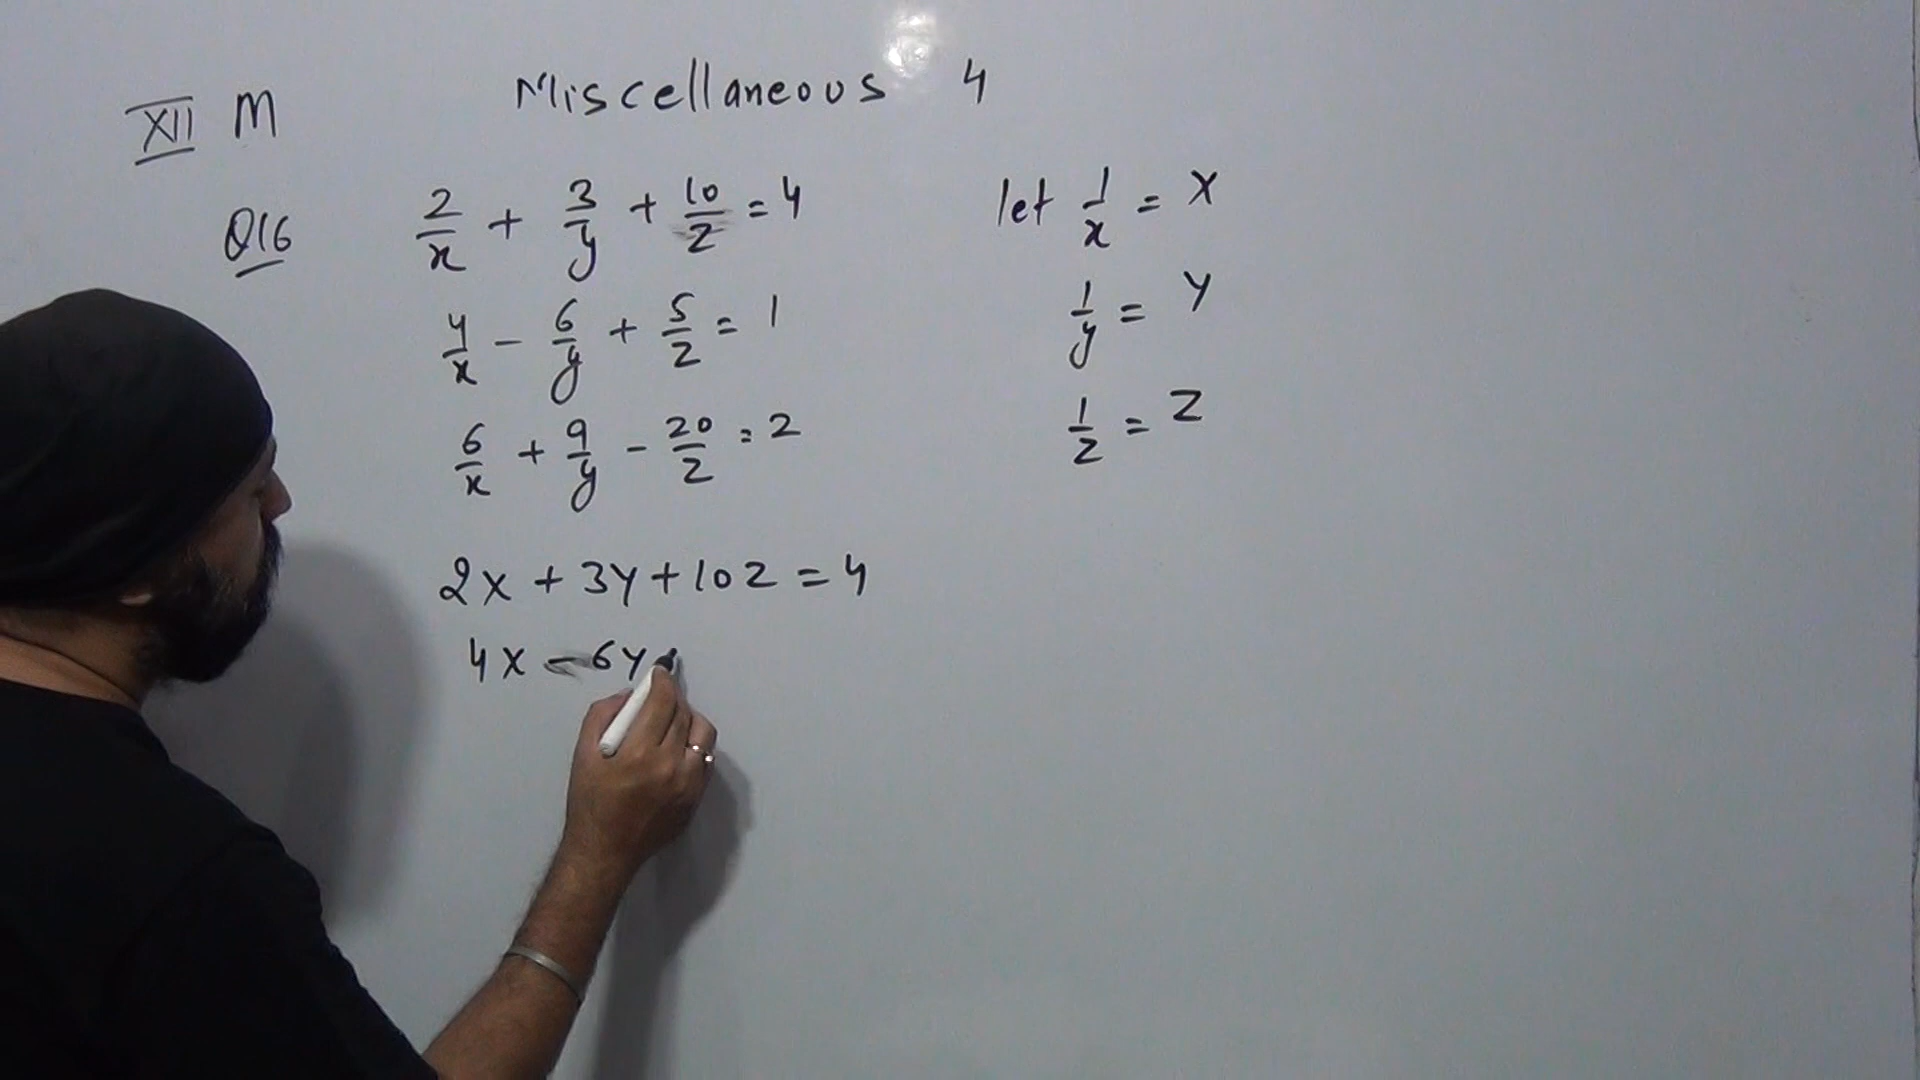 XII M Miscellaneous 4
Q16 2/x + 3/y + 10/z = 4
4/x - 6/y + 5/z = 1
6/x + 9/y - 20/z = 2
2X + 3Y + 10Z = 4
4X - 6Y
let 1/x = X
1/y = Y
1/z = Z